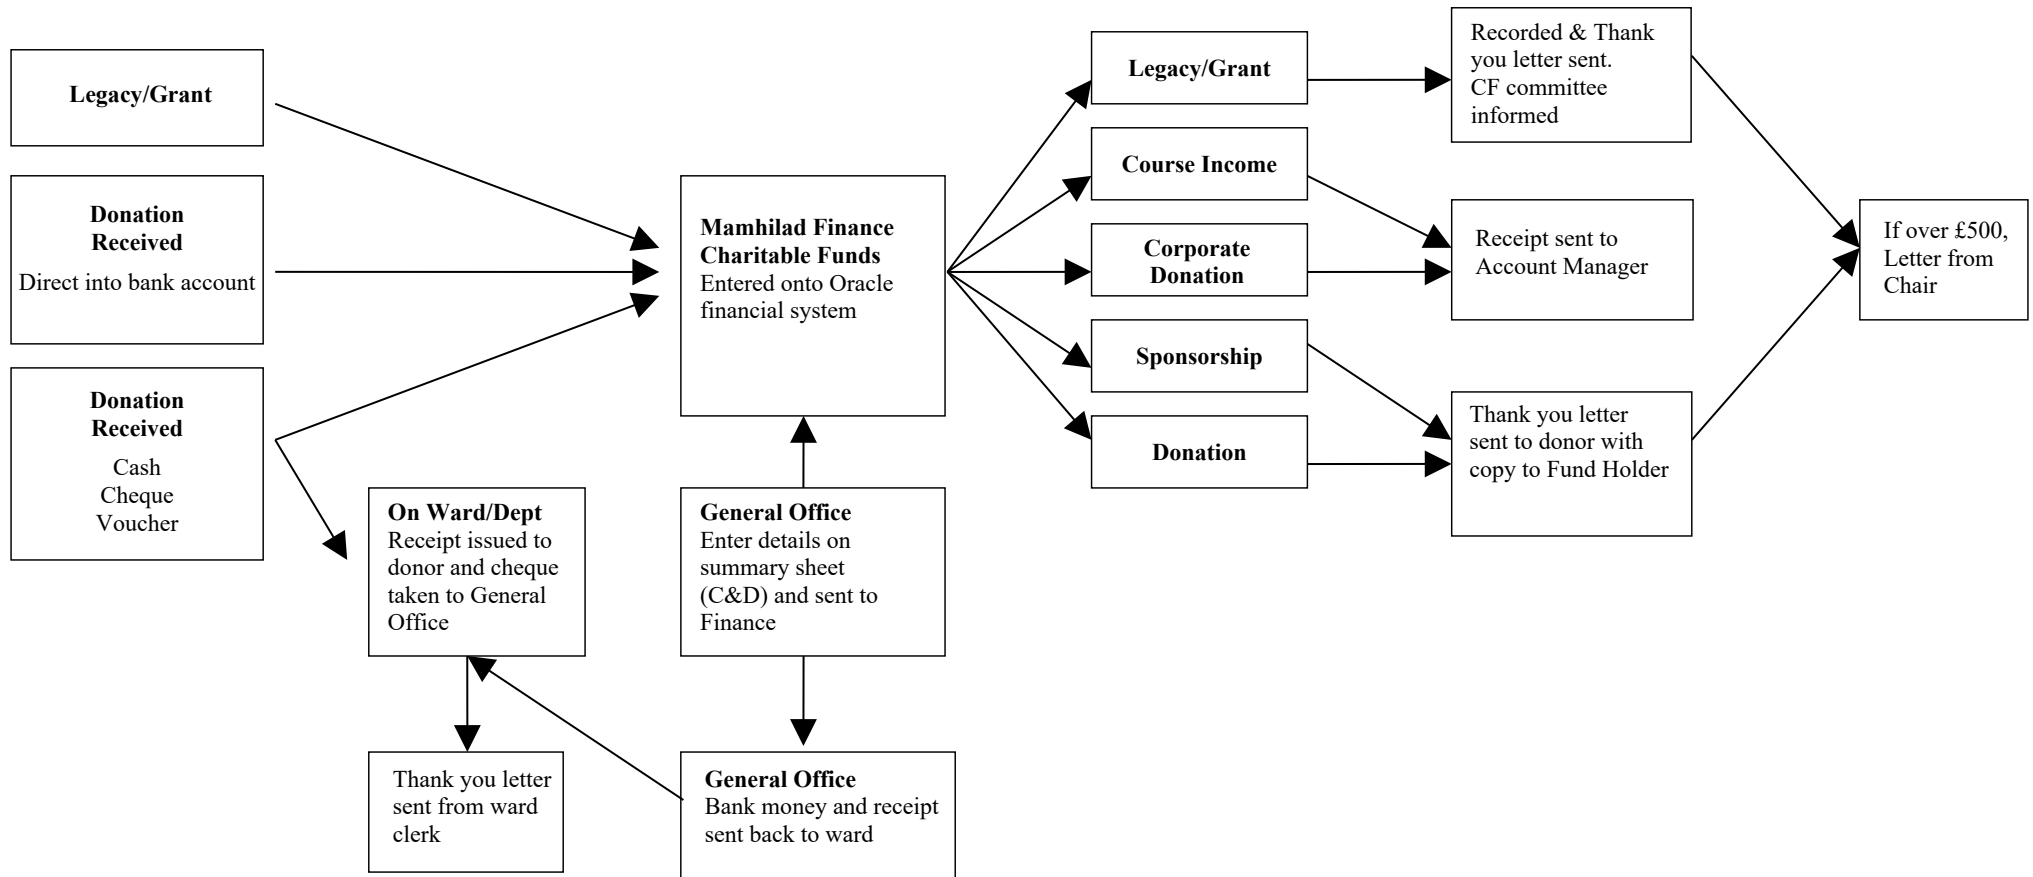 Legacy/Grant
Donation
Received
Direct into bank account
Donation
Received
Cash
Cheque
Voucher
On Ward/Dept
Receipt issued to
donor and cheque
taken to General
Office
Thank you letter
sent from ward
clerk
Mamhilad Finance
Charitable Funds
Entered onto Oracle
financial system
General Office
Enter details on
summary sheet
(C&D) and sent to
Finance
General Office
Bank money and receipt
sent back to ward
Legacy/Grant
Course Income
Corporate
Donation
Sponsorship
Donation
Recorded & Thank
you letter sent.
CF committee
informed
Receipt sent to
Account Manager
Thank you letter
sent to donor with
copy to Fund Holder
If over £500,
Letter from
Chair